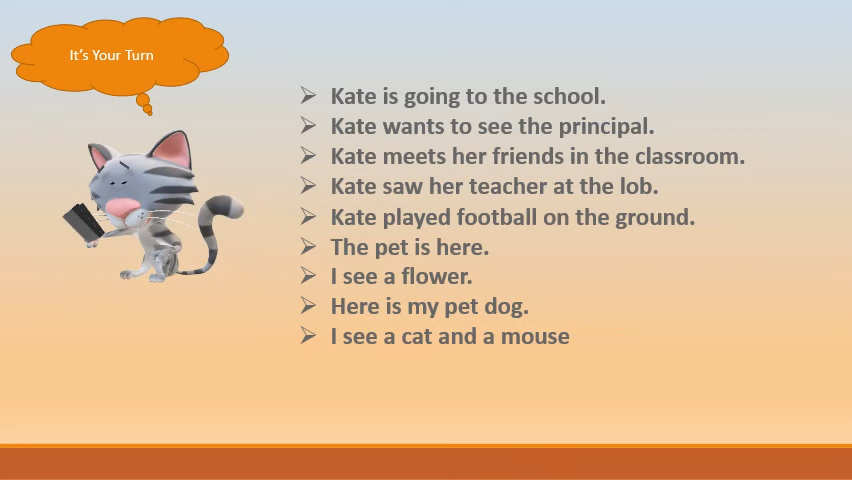 It's Your Turn
Kate is going to the school.
Kate wants to see the principal.
Kate meets her friends in the classroom.
Kate saw her teacher at the lob.
Kate played football on the ground.
The pet is here.
I see a flower.
Here is my pet dog.
I see a cat and a mouse